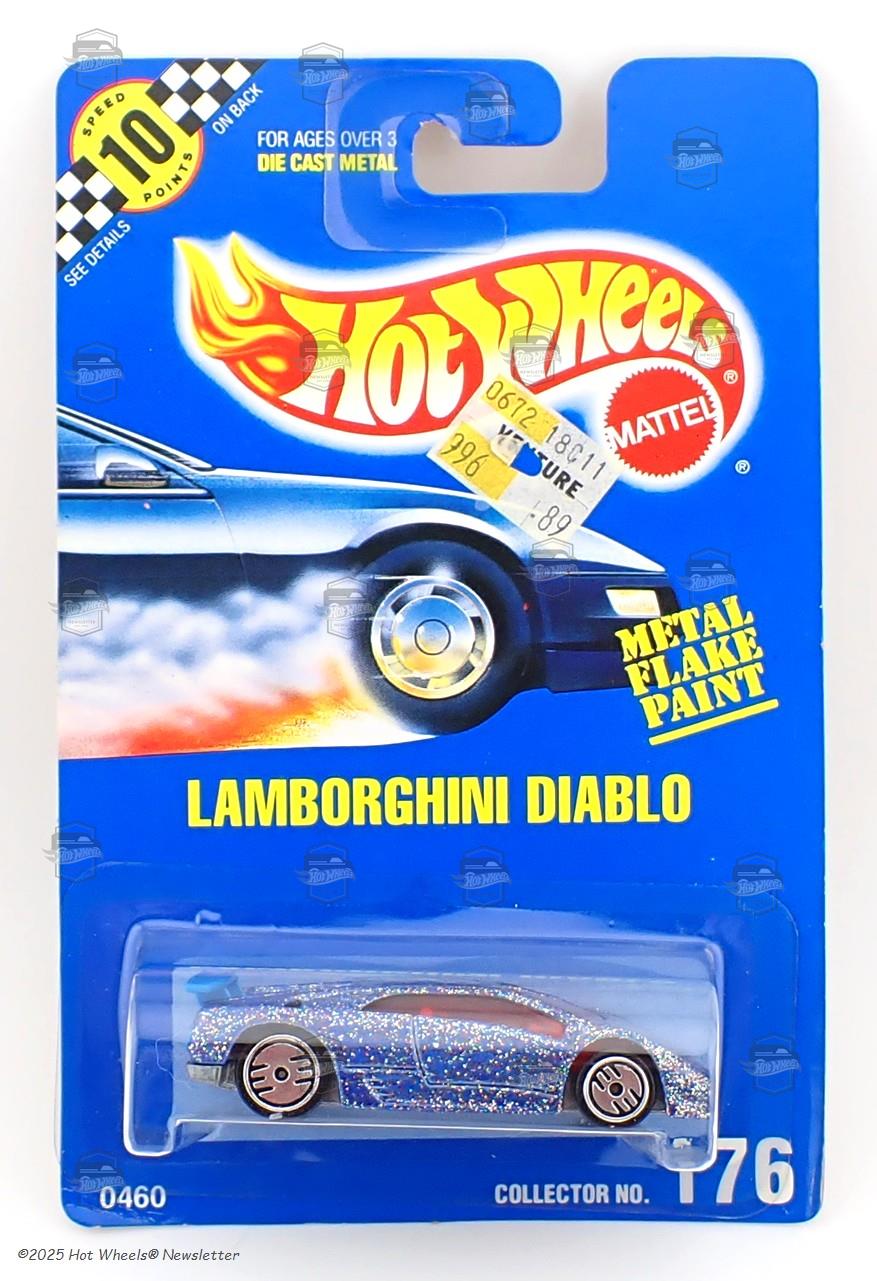 SPEED
10
POINTS
ON BACK
SEE DETAILS
FOR AGES OVER 3
DIE CAST METAL
Hot Wheels
®
MATTEL
®
0672 18011
VENTURE
996
.89
METAL
FLAKE
PAINT
LAMBORGHINI DIABLO
0460
COLLECTOR NO. 176
©2025 Hot Wheels® Newsletter